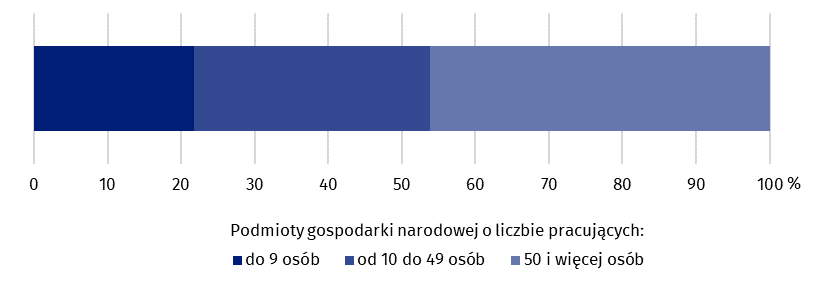 0 10 20 30 40 50 60 70 80 90 100 %
Podmioty gospodarki narodowej o liczbie pracujących:
do 9 osób od 10 do 49 osób 50 i więcej osób